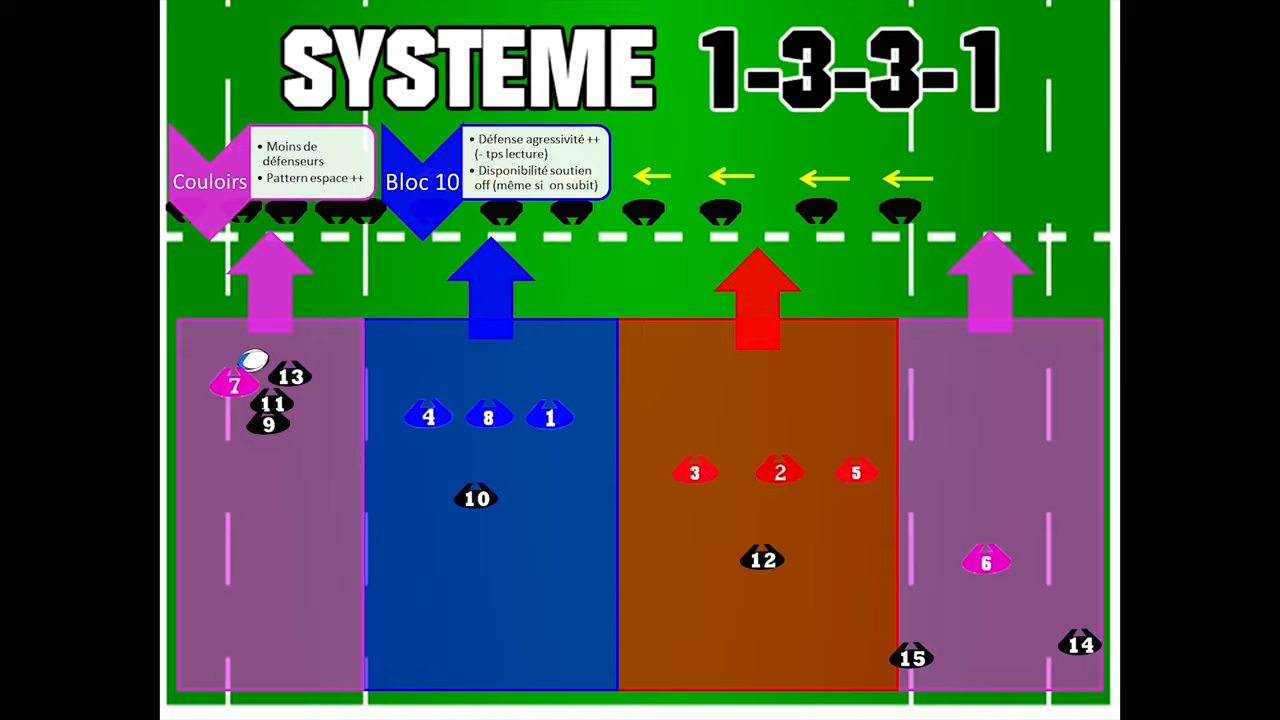 SYSTEME 1-3-3-1
Couloirs
• Moins de
défenseurs
• Pattern espace ++
Bloc 10
• Défense agressivité ++
(- tps lecture)
• Disponibilité soutien
off (même si on subit)
7
13
11
9
4
8
1
10
3
2
5
12
6
15
14